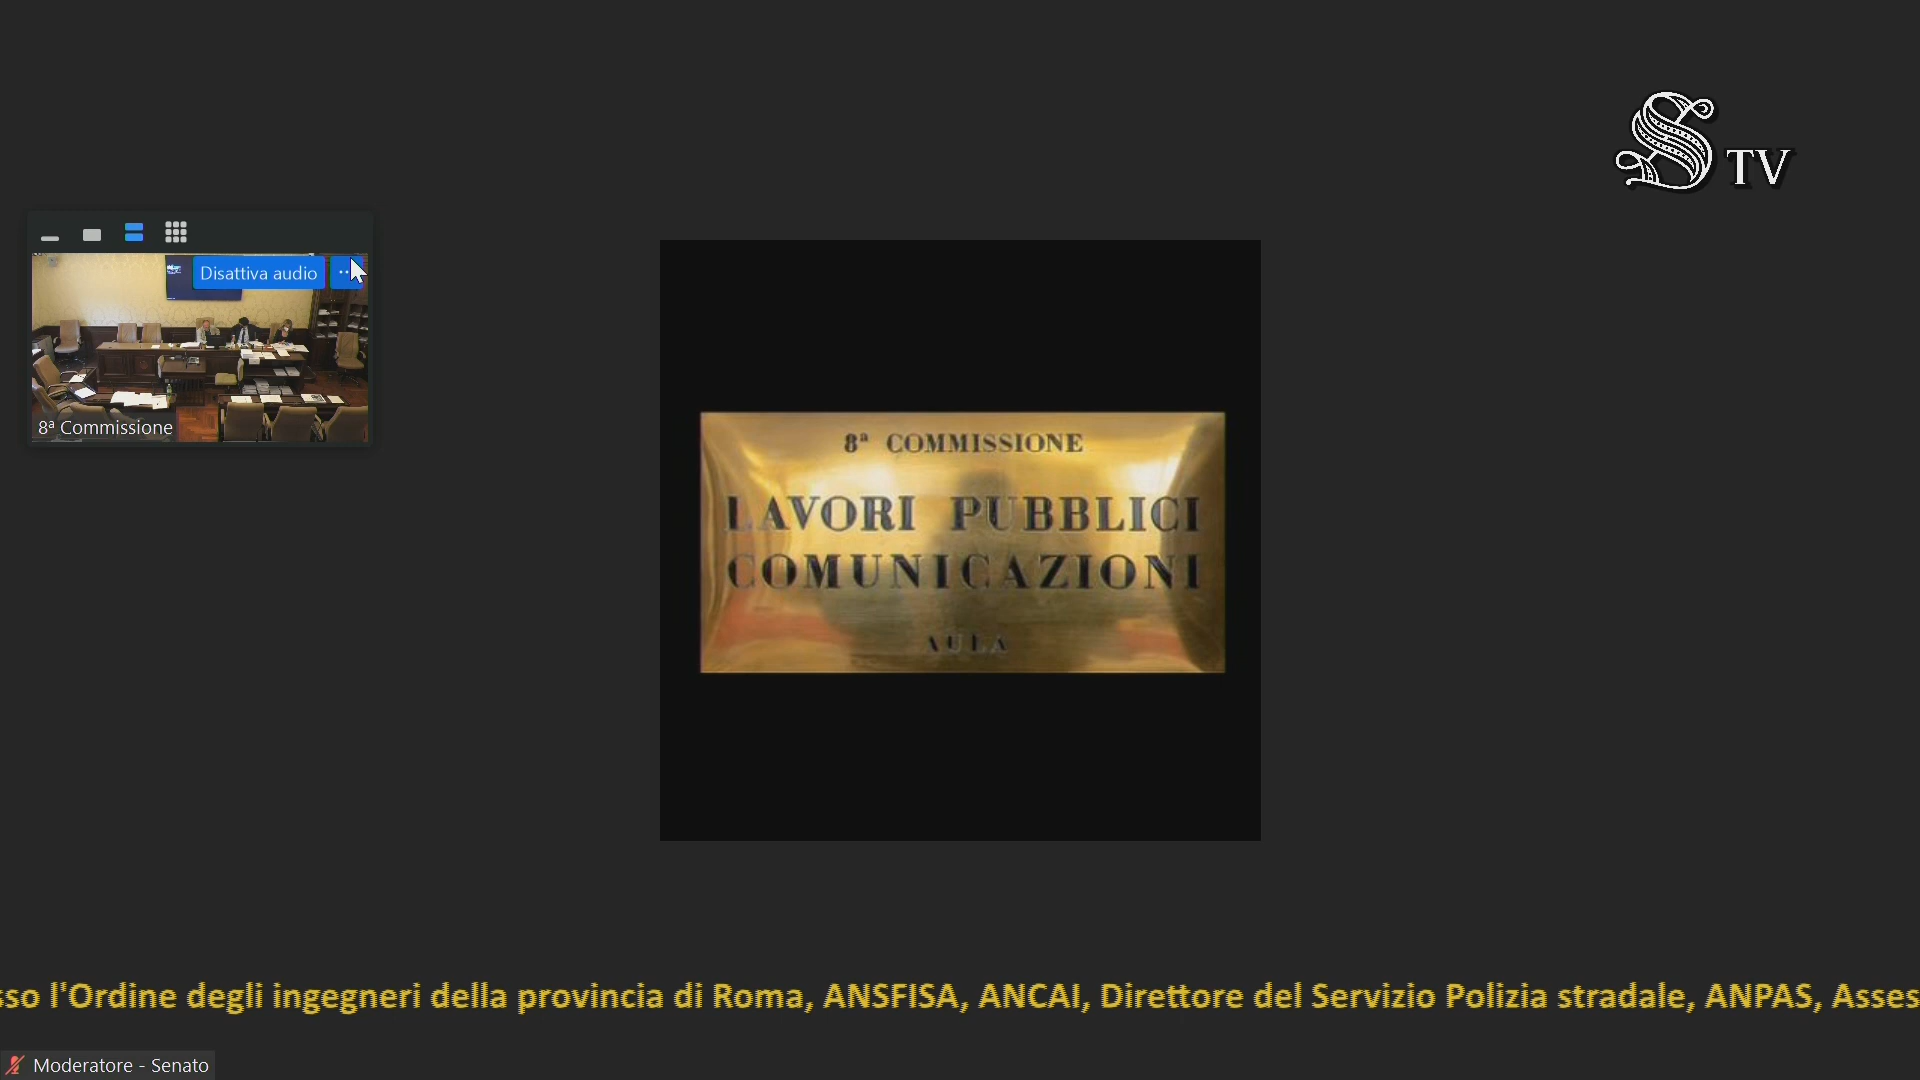 S TV
Disattiva audio
8ª Commissione
8ª COMMISSIONE
LAVORI PUBBLICI
COMUNICAZIONI
AULA
sso l'Ordine degli ingegneri della provincia di Roma, ANSFISA, ANCAI, Direttore del Servizio Polizia stradale, ANPAS, Asses
Moderatore - Senato